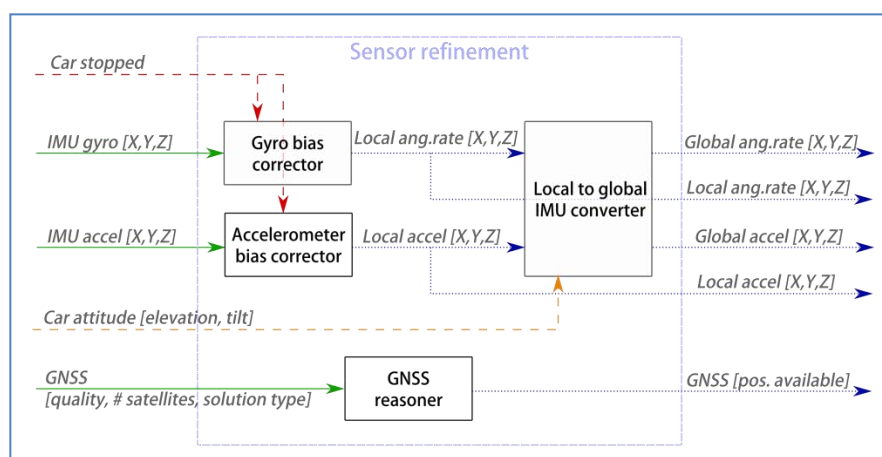 Sensor refinement
Car stopped
IMU gyro [X,Y,Z]
Gyro bias
corrector
Local ang.rate [X,Y,Z]
Local to global
IMU converter
Global ang.rate [X,Y,Z]
Local ang.rate [X,Y,Z]
IMU accel [X,Y,Z]
Accelerometer
bias corrector
Local accel [X,Y,Z]
Global accel [X,Y,Z]
Local accel [X,Y,Z]
Car attitude [elevation, tilt]
GNSS
[quality, # satellites, solution type]
GNSS
reasoner
GNSS [pos. available]